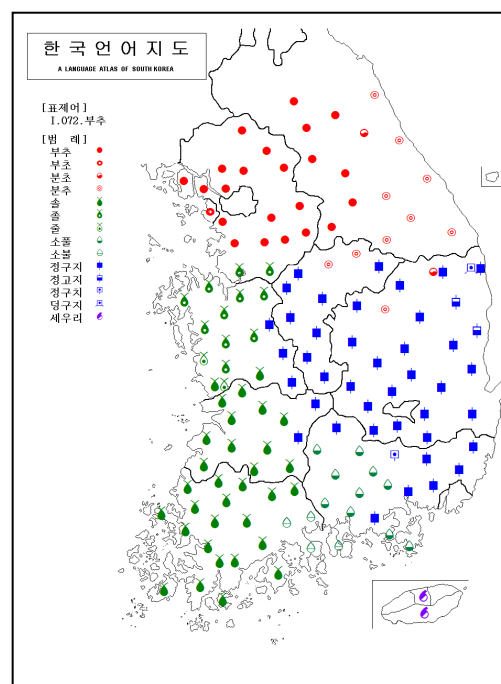 한국언어지도
A LANGUAGE ATLAS OF SOUTH KOREA
[표제어]
I.072.부추
[범 례]
부추
부초
분초
분추
솔
졸
줄
소풀
소불
정구지
정고지
정구치
덩구지
세우리